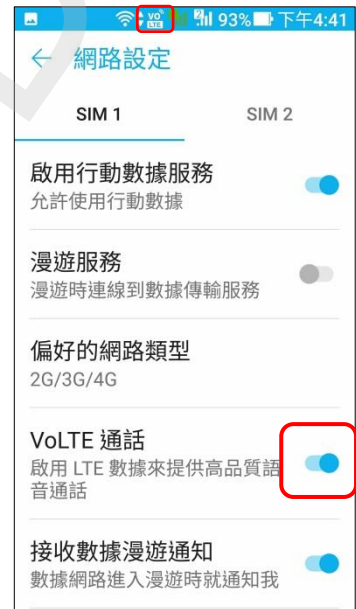 VoLTE 2 93% 下午4:41
網路設定
SIM 1 SIM 2
啟用行動數據服務
允許使用行動數據
漫遊服務
漫遊時連線到數據傳輸服務
偏好的網路類型
2G/3G/4G
VoLTE 通話
啟用 LTE 數據來提供高品質語
音通話
接收數據漫遊通知
數據網路進入漫遊時就通知我